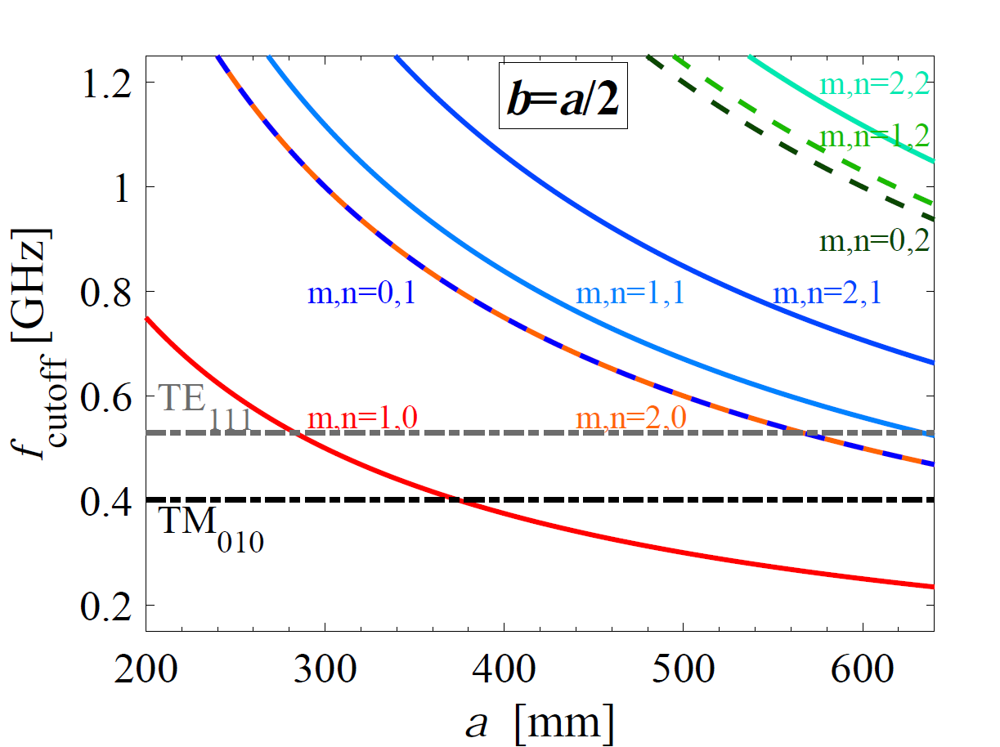 b=a/2
m,n=2,2
m,n=1,2
m,n=0,2
m,n=0,1
m,n=1,1
m,n=2,1
TE111
m,n=1,0
m,n=2,0
TM010
1.2
1
0.8
0.6
0.4
0.2
fcutoff [GHz]
200 300 400 500 600
a [mm]